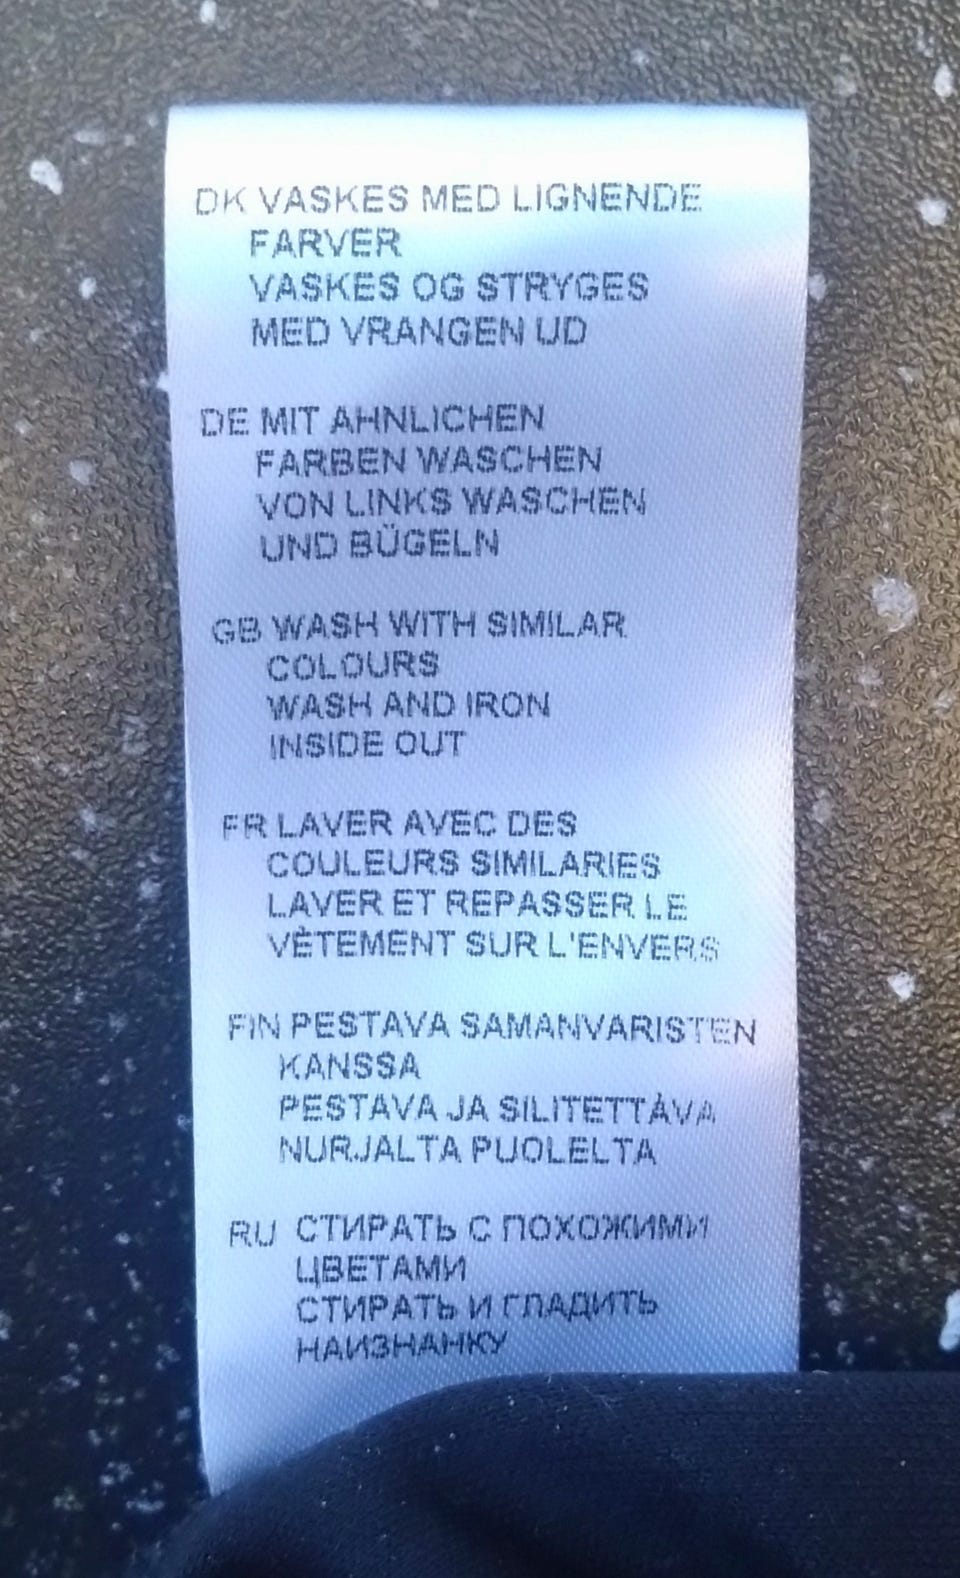 DK VASKES MED LIGNENDE
FARVER
VASKES OG STRYGES
MED VRANGEN UD
DE MIT AHNLICHEN
FARBEN WASCHEN
VON LINKS WASCHEN
UND BÜGELN
GB WASH WITH SIMILAR
COLOURS
WASH AND IRON
INSIDE OUT
FR LAVER AVEC DES
COULEURS SIMILARIES
LAVER ET REPASSER LE
VÊTEMENT SUR L'ENVERS
FIN PESTAVA SAMANVARISTEN
KANSSA
PESTAVA JA SILITETTÄVA
NURJALTA PUOLELTA
RU СТИРАТЬ С ПОХОЖИМИ
ЦВЕТАМИ
СТИРАТЬ И ГЛАДИТЬ
НАИЗНАНКУ